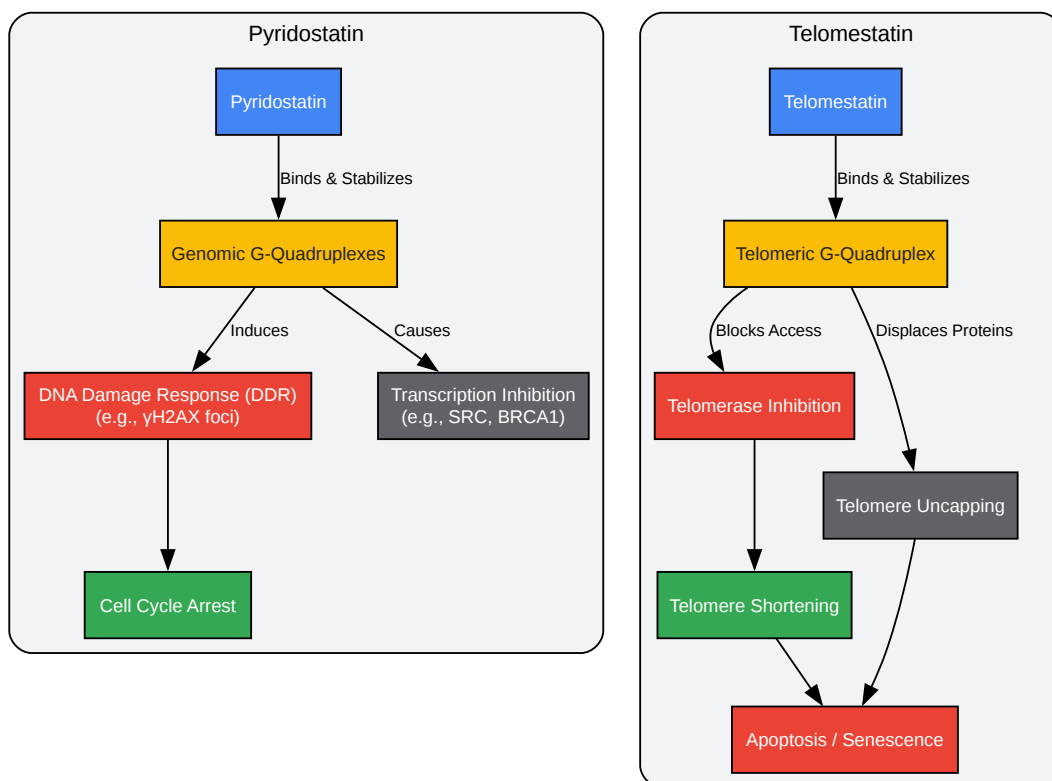 Pyridostatin
Pyridostatin
Binds & Stabilizes
Genomic G-Quadruplexes
Induces
Causes
DNA Damage Response (DDR)
(e.g., γH2AX foci)
Transcription Inhibition
(e.g., SRC, BRCA1)
Cell Cycle Arrest
Telomestatin
Telomestatin
Binds & Stabilizes
Telomeric G-Quadruplex
Blocks Access
Displaces Proteins
Telomerase Inhibition
Telomere Uncapping
Telomere Shortening
Apoptosis / Senescence